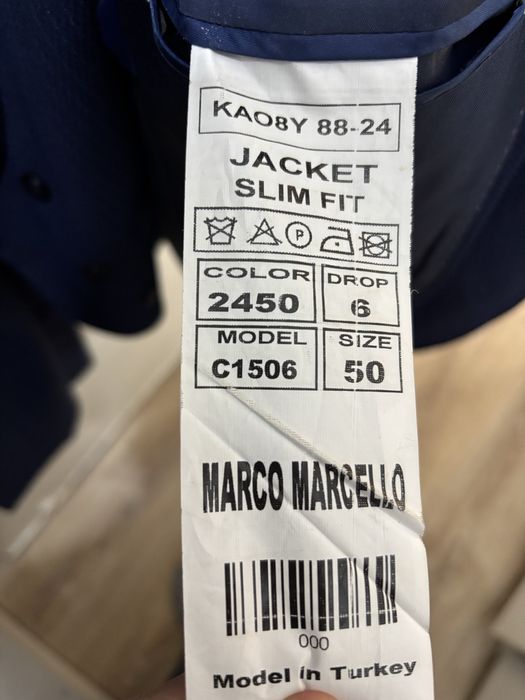 KAO8Y 88-24
JACKET
SLIM FIT
P
COLOR DROP
2450 6
MODEL SIZE
C1506 50
MARCO MARCELLO
000
Model in Turkey